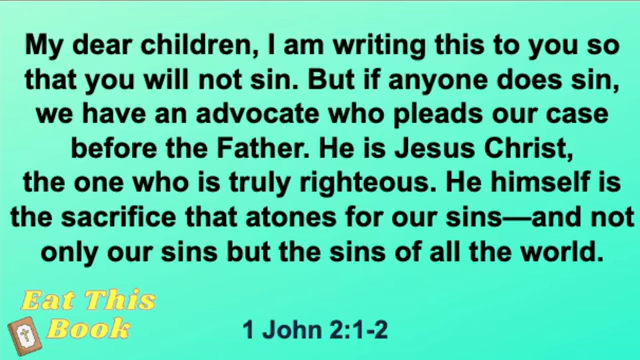 My dear children, I am writing this to you so
that you will not sin. But if anyone does sin,
we have an advocate who pleads our case
before the Father. He is Jesus Christ,
the one who is truly righteous. He himself is
the sacrifice that atones for our sins—and not
only our sins but the sins of all the world.
Eat This
Book
1 John 2:1-2